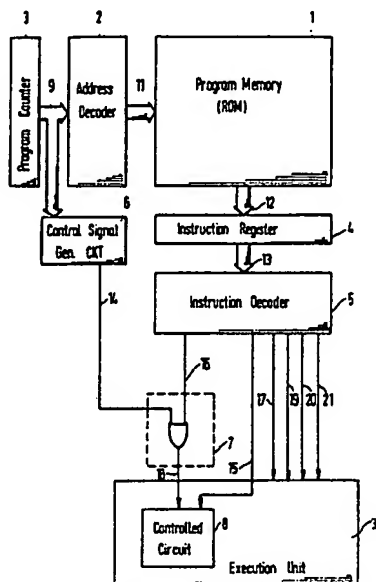 3
2
1
9
11
Program Counter
Address
Decoder
Program Memory
(ROM)
12
6
Control Signal
Gen. CKT
Instruction Register
4
13
14
Instruction Decoder
5
16
17
19
20
21
7
15
18
Controlled
Circuit
8
Execution Unit